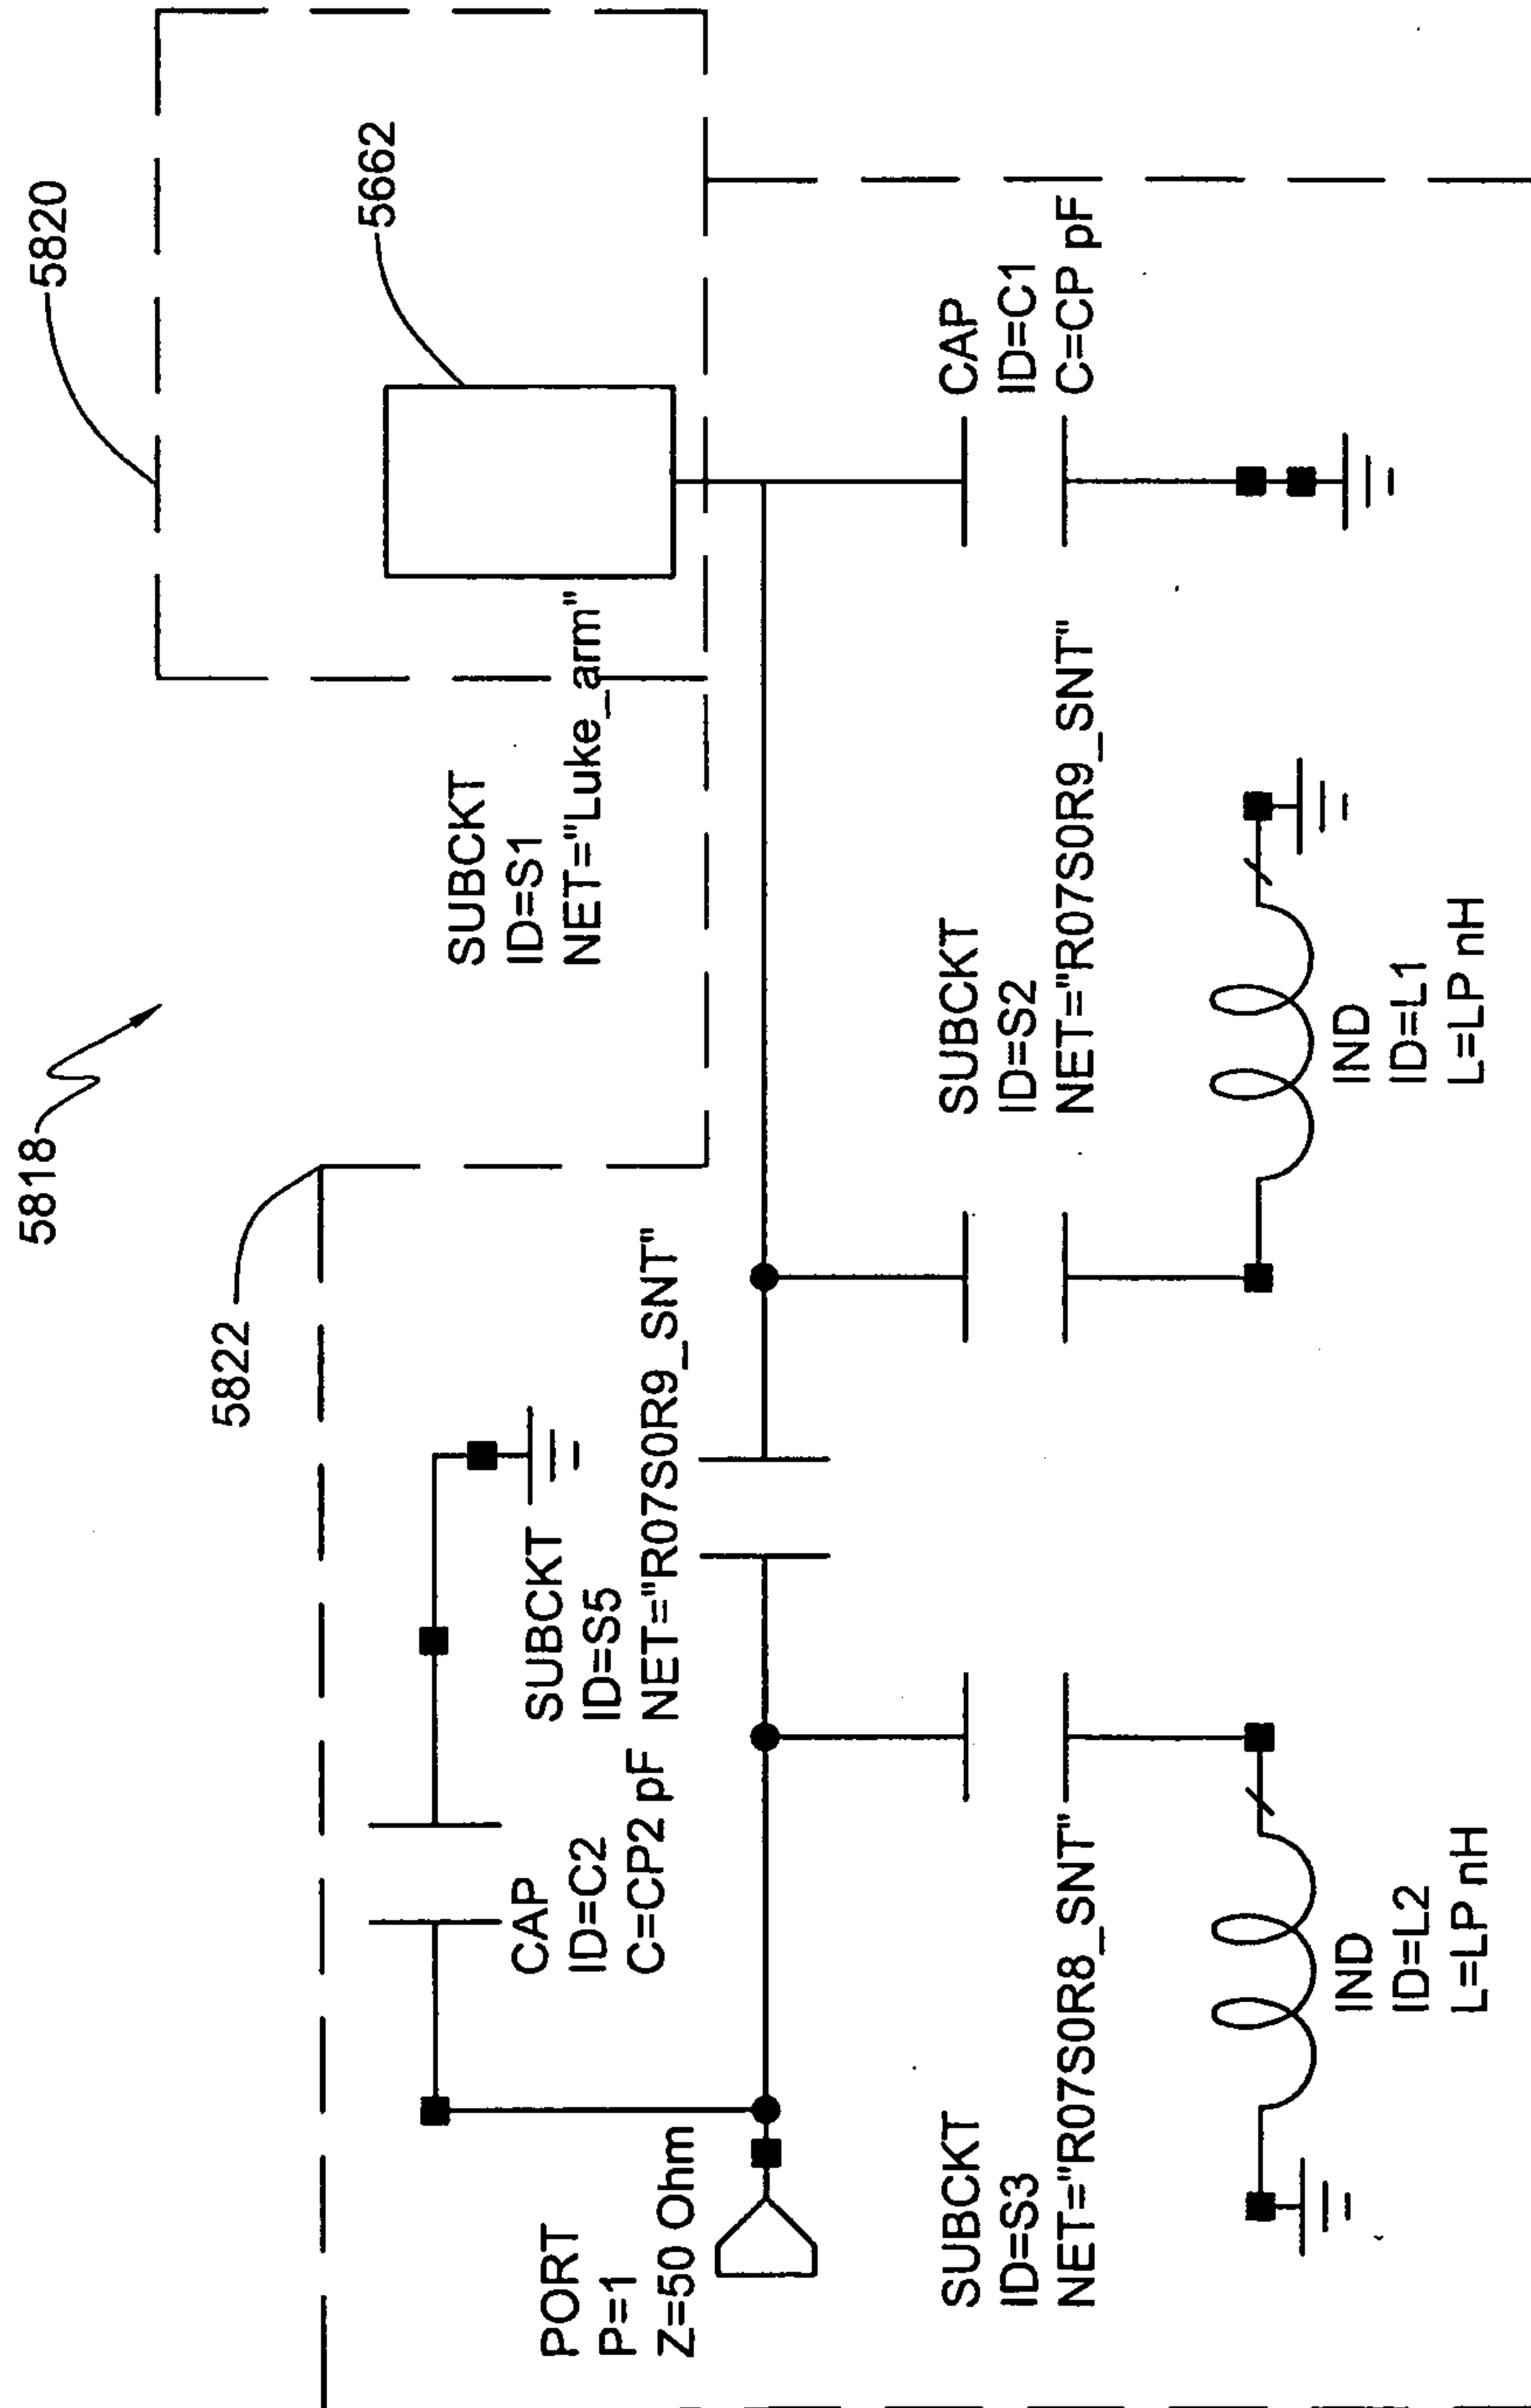 5818
5820
5822
5662
SUBCKT
ID=S1
NET="Luke_arm"
SUBCKT
ID=S5
NET="R07S0R9_SNT"
CAP
ID=C2
C=CP2 pF
PORT
P=1
Z=50 Ohm
SUBCKT
ID=S3
NET="R07S0R8_SNT"
SUBCKT
ID=S2
NET="R07S0R9_SNT"
CAP
ID=C1
C=CP pF
IND
ID=L2
L=LP nH
IND
ID=L1
L=LP nH